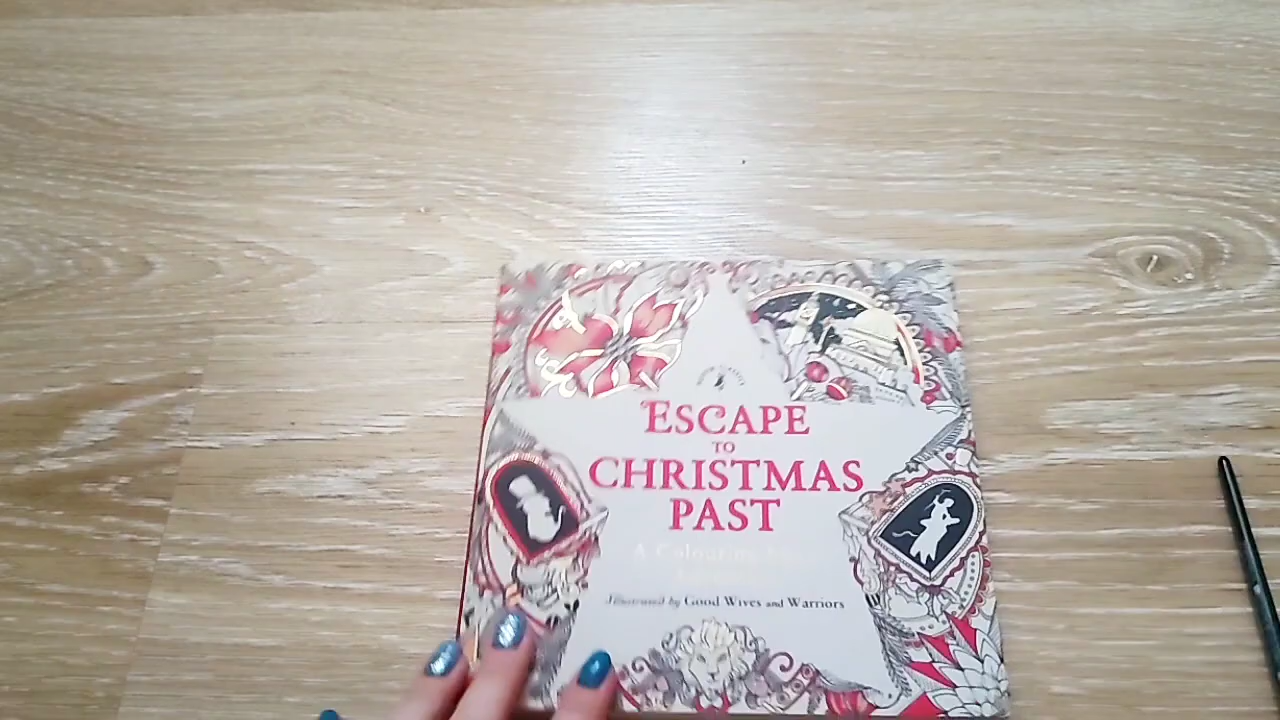 ESCAPE
TO
CHRISTMAS
PAST
A Colouring
Illustrated by Good Wives and Warriors